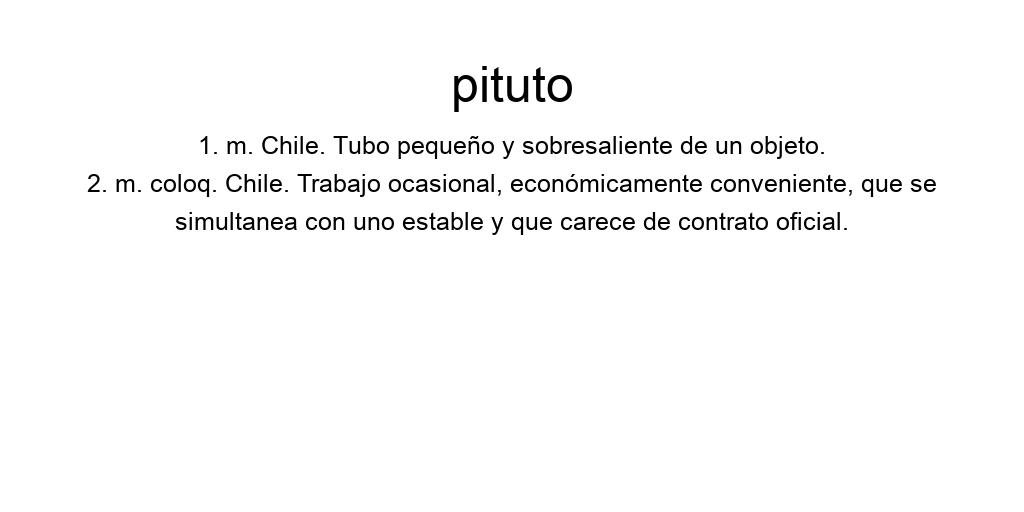 pituto
1. m. Chile. Tubo pequeño y sobresaliente de un objeto.
2. m. coloq. Chile. Trabajo ocasional, económicamente conveniente, que se
simultanea con uno estable y que carece de contrato oficial.